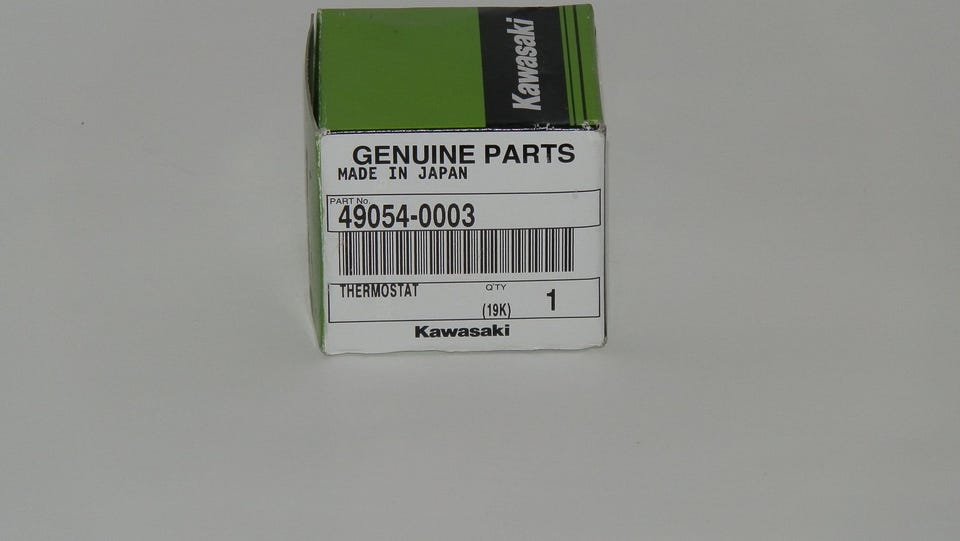 Kawasaki
GENUINE PARTS
MADE IN JAPAN
PART No.
49054-0003
THERMOSTAT
Q'TY
(19K)
1
Kawasaki